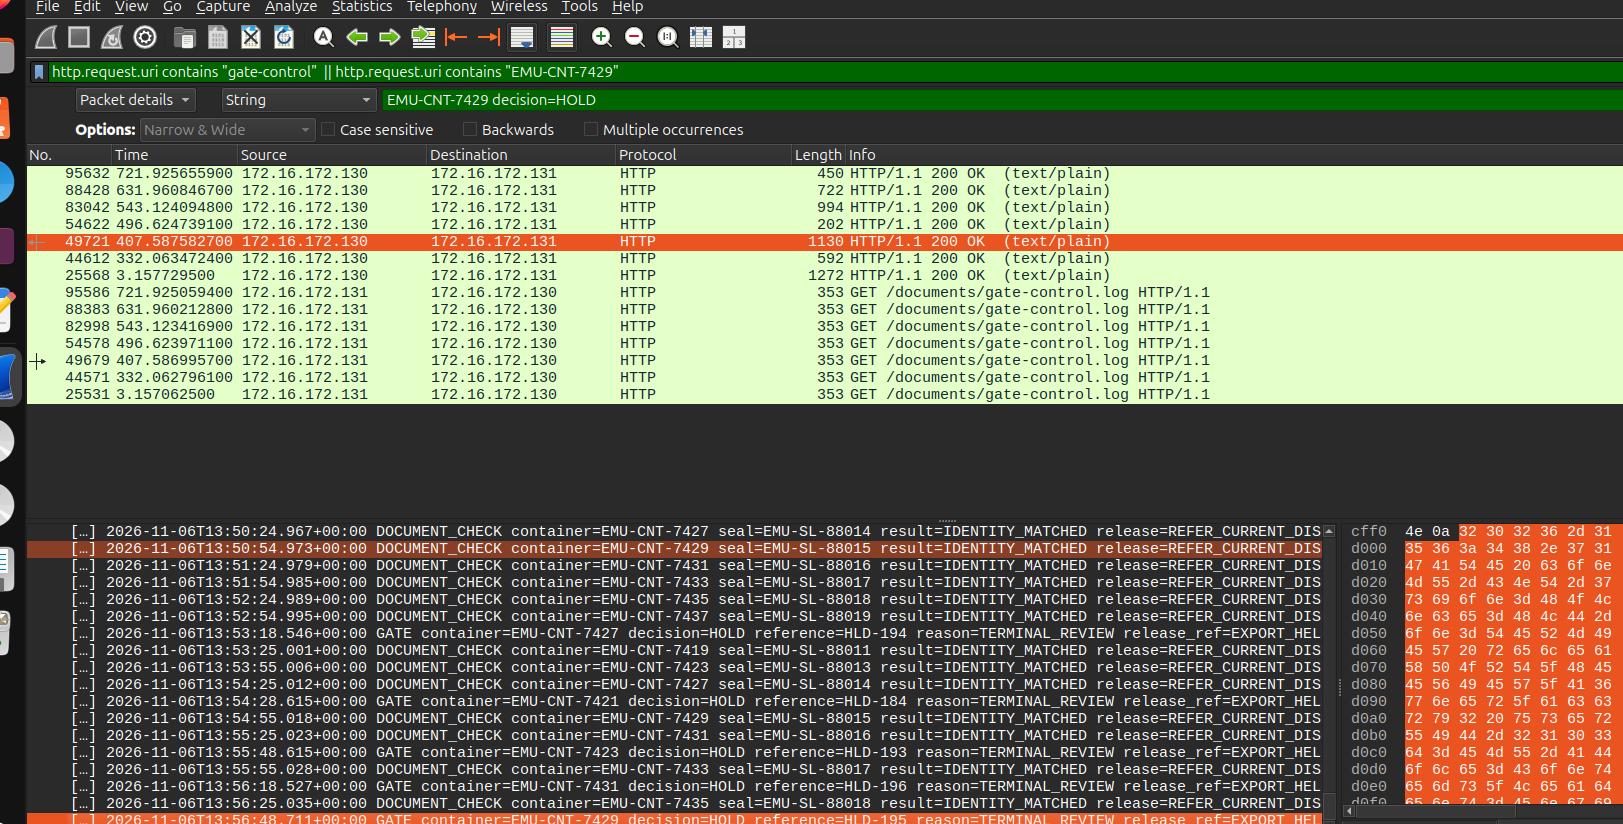 File Edit View Go Capture Analyze Statistics Telephony Wireless Tools Help
http.request.uri contains "gate-control" || http.request.uri contains "EMU-CNT-7429"
Packet details String EMU-CNT-7429 decision=HOLD
Options: Narrow & Wide Case sensitive Backwards Multiple occurrences
No. Time Source Destination Protocol Length Info
95632 721.925655900 172.16.172.130 172.16.172.131 HTTP 450 HTTP/1.1 200 OK (text/plain)
88428 631.960846700 172.16.172.130 172.16.172.131 HTTP 722 HTTP/1.1 200 OK (text/plain)
83042 543.124094800 172.16.172.130 172.16.172.131 HTTP 994 HTTP/1.1 200 OK (text/plain)
54622 496.624739100 172.16.172.130 172.16.172.131 HTTP 202 HTTP/1.1 200 OK (text/plain)
49721 407.587582700 172.16.172.130 172.16.172.131 HTTP 1130 HTTP/1.1 200 OK (text/plain)
44612 332.063472400 172.16.172.130 172.16.172.131 HTTP 592 HTTP/1.1 200 OK (text/plain)
25568 3.157729500 172.16.172.130 172.16.172.131 HTTP 1272 HTTP/1.1 200 OK (text/plain)
95586 721.925059400 172.16.172.131 172.16.172.130 HTTP 353 GET /documents/gate-control.log HTTP/1.1
88383 631.960212800 172.16.172.131 172.16.172.130 HTTP 353 GET /documents/gate-control.log HTTP/1.1
82998 543.123416900 172.16.172.131 172.16.172.130 HTTP 353 GET /documents/gate-control.log HTTP/1.1
54578 496.623971100 172.16.172.131 172.16.172.130 HTTP 353 GET /documents/gate-control.log HTTP/1.1
49679 407.586995700 172.16.172.131 172.16.172.130 HTTP 353 GET /documents/gate-control.log HTTP/1.1
44571 332.062796100 172.16.172.131 172.16.172.130 HTTP 353 GET /documents/gate-control.log HTTP/1.1
25531 3.157062500 172.16.172.131 172.16.172.130 HTTP 353 GET /documents/gate-control.log HTTP/1.1
[…] 2026-11-06T13:50:24.967+00:00 DOCUMENT_CHECK container=EMU-CNT-7427 seal=EMU-SL-88014 result=IDENTITY_MATCHED release=REFER_CURRENT_DIS cff0 4e 0a 32 30 32 36 2d 31
[…] 2026-11-06T13:50:54.973+00:00 DOCUMENT_CHECK container=EMU-CNT-7429 seal=EMU-SL-88015 result=IDENTITY_MATCHED release=REFER_CURRENT_DIS d000 35 36 3a 34 38 2e 37 31
[…] 2026-11-06T13:51:24.979+00:00 DOCUMENT_CHECK container=EMU-CNT-7431 seal=EMU-SL-88016 result=IDENTITY_MATCHED release=REFER_CURRENT_DIS d010 47 41 54 45 20 63 6f 6e
[…] 2026-11-06T13:51:54.985+00:00 DOCUMENT_CHECK container=EMU-CNT-7433 seal=EMU-SL-88017 result=IDENTITY_MATCHED release=REFER_CURRENT_DIS d020 4d 55 2d 43 4e 54 2d 37
[…] 2026-11-06T13:52:24.989+00:00 DOCUMENT_CHECK container=EMU-CNT-7435 seal=EMU-SL-88018 result=IDENTITY_MATCHED release=REFER_CURRENT_DIS d030 73 69 6f 6e 3d 48 4f 4c
[…] 2026-11-06T13:52:54.995+00:00 DOCUMENT_CHECK container=EMU-CNT-7437 seal=EMU-SL-88019 result=IDENTITY_MATCHED release=REFER_CURRENT_DIS d040 6e 63 65 3d 48 4c 44 2d
[…] 2026-11-06T13:53:18.546+00:00 GATE container=EMU-CNT-7427 decision=HOLD reference=HLD-194 reason=TERMINAL_REVIEW release_ref=EXPORT_HEL d050 6f 6e 3d 54 45 52 4d 49
[…] 2026-11-06T13:53:25.001+00:00 DOCUMENT_CHECK container=EMU-CNT-7419 seal=EMU-SL-88011 result=IDENTITY_MATCHED release=REFER_CURRENT_DIS d060 45 57 20 72 65 6c 65 61
[…] 2026-11-06T13:53:55.006+00:00 DOCUMENT_CHECK container=EMU-CNT-7423 seal=EMU-SL-88013 result=IDENTITY_MATCHED release=REFER_CURRENT_DIS d070 58 50 4f 52 54 5f 48 45
[…] 2026-11-06T13:54:25.012+00:00 DOCUMENT_CHECK container=EMU-CNT-7427 seal=EMU-SL-88014 result=IDENTITY_MATCHED release=REFER_CURRENT_DIS d080 45 56 49 45 57 5f 41 36
[…] 2026-11-06T13:54:28.615+00:00 GATE container=EMU-CNT-7421 decision=HOLD reference=HLD-184 reason=TERMINAL_REVIEW release_ref=EXPORT_HEL d090 77 6e 65 72 5f 61 63 63
[…] 2026-11-06T13:54:55.018+00:00 DOCUMENT_CHECK container=EMU-CNT-7429 seal=EMU-SL-88015 result=IDENTITY_MATCHED release=REFER_CURRENT_DIS d0a0 72 79 32 20 75 73 65 72
[…] 2026-11-06T13:55:25.023+00:00 DOCUMENT_CHECK container=EMU-CNT-7431 seal=EMU-SL-88016 result=IDENTITY_MATCHED release=REFER_CURRENT_DIS d0b0 55 49 44 2d 32 31 30 33
[…] 2026-11-06T13:55:48.615+00:00 GATE container=EMU-CNT-7423 decision=HOLD reference=HLD-193 reason=TERMINAL_REVIEW release_ref=EXPORT_HEL d0c0 64 3d 45 4d 55 2d 41 44
[…] 2026-11-06T13:55:55.028+00:00 DOCUMENT_CHECK container=EMU-CNT-7433 seal=EMU-SL-88017 result=IDENTITY_MATCHED release=REFER_CURRENT_DIS d0d0 6f 6c 65 3d 43 6f 6e 74
[…] 2026-11-06T13:56:18.527+00:00 GATE container=EMU-CNT-7431 decision=HOLD reference=HLD-196 reason=TERMINAL_REVIEW release_ref=EXPORT_HEL d0e0 65 6d 73 5f 4c 65 61 64
[…] 2026-11-06T13:56:25.035+00:00 DOCUMENT_CHECK container=EMU-CNT-7435 seal=EMU-SL-88018 result=IDENTITY_MATCHED release=REFER_CURRENT_DIS d0f0 65 6e 74 3d 45 6e 67 69
[…] 2026-11-06T13:56:48.711+00:00 GATE container=EMU-CNT-7429 decision=HOLD reference=HLD-195 reason=TERMINAL_REVIEW release_ref=EXPORT_HEL